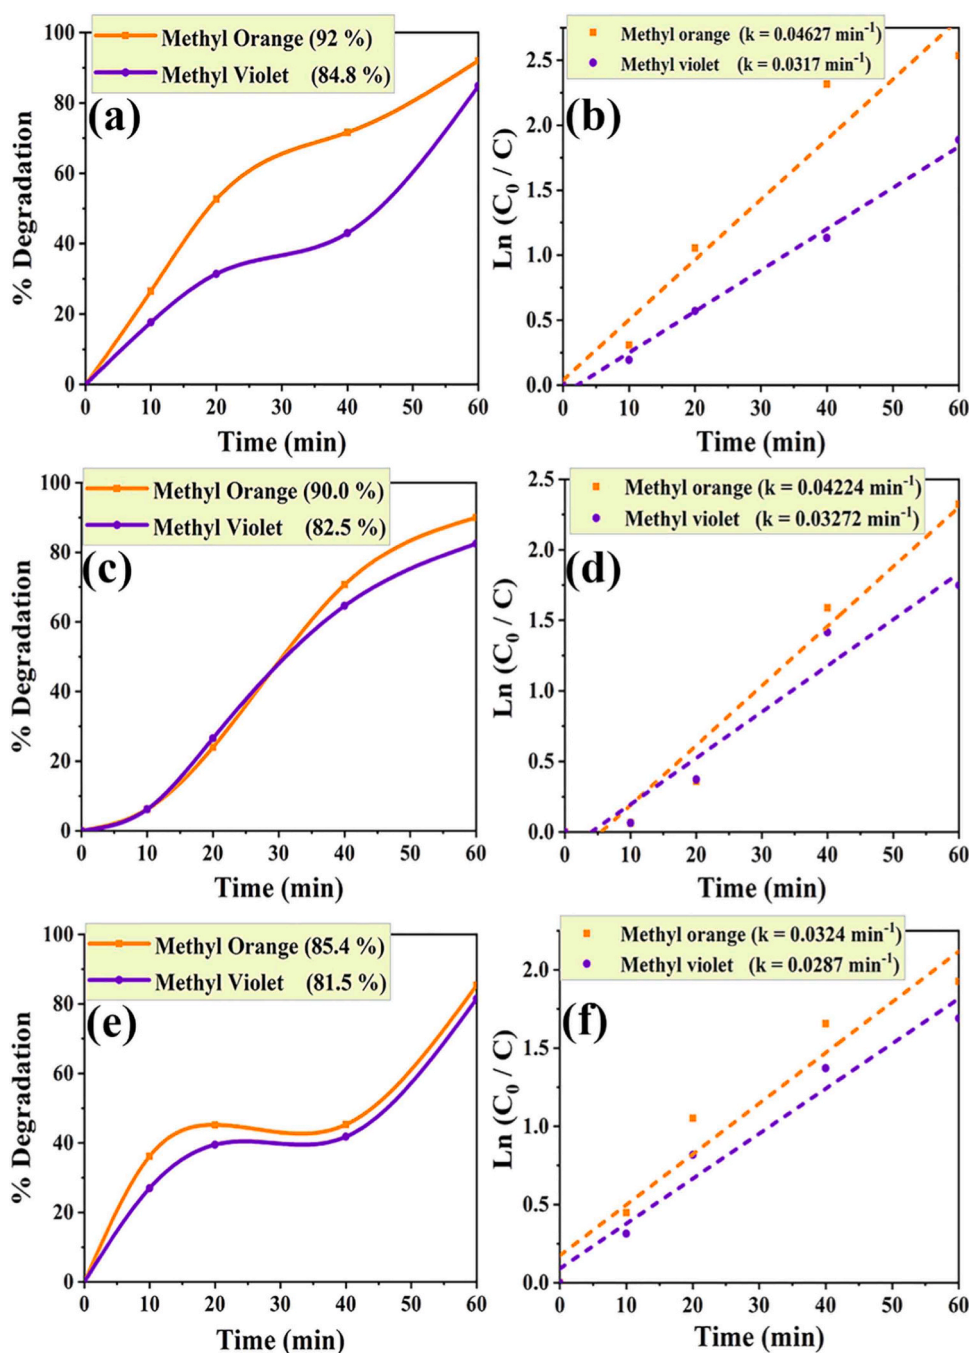 100
80
60
40
20
0
% Degradation
Methyl Orange (92 %)
Methyl Violet (84.8 %)
(a)
0 10 20 30 40 50 60
Time (min)
2.5
2.0
1.5
1.0
0.5
0.0
Ln (C₀ / C)
Methyl orange (k = 0.04627 min⁻¹)
Methyl violet (k = 0.0317 min⁻¹)
(b)
0 10 20 30 40 50 60
Time (min)
100
80
60
40
20
0
% Degradation
Methyl Orange (90.0 %)
Methyl Violet (82.5 %)
(c)
0 10 20 30 40 50 60
Time (min)
2.5
2.0
1.5
1.0
0.5
0.0
Ln (C₀ / C)
Methyl orange (k = 0.04224 min⁻¹)
Methyl violet (k = 0.03272 min⁻¹)
(d)
0 10 20 30 40 50 60
Time (min)
100
80
60
40
20
0
% Degradation
Methyl Orange (85.4 %)
Methyl Violet (81.5 %)
(e)
0 10 20 30 40 50 60
Time (min)
2.0
1.5
1.0
0.5
0.0
Ln (C₀ / C)
Methyl orange (k = 0.0324 min⁻¹)
Methyl violet (k = 0.0287 min⁻¹)
(f)
0 10 20 30 40 50 60
Time (min)